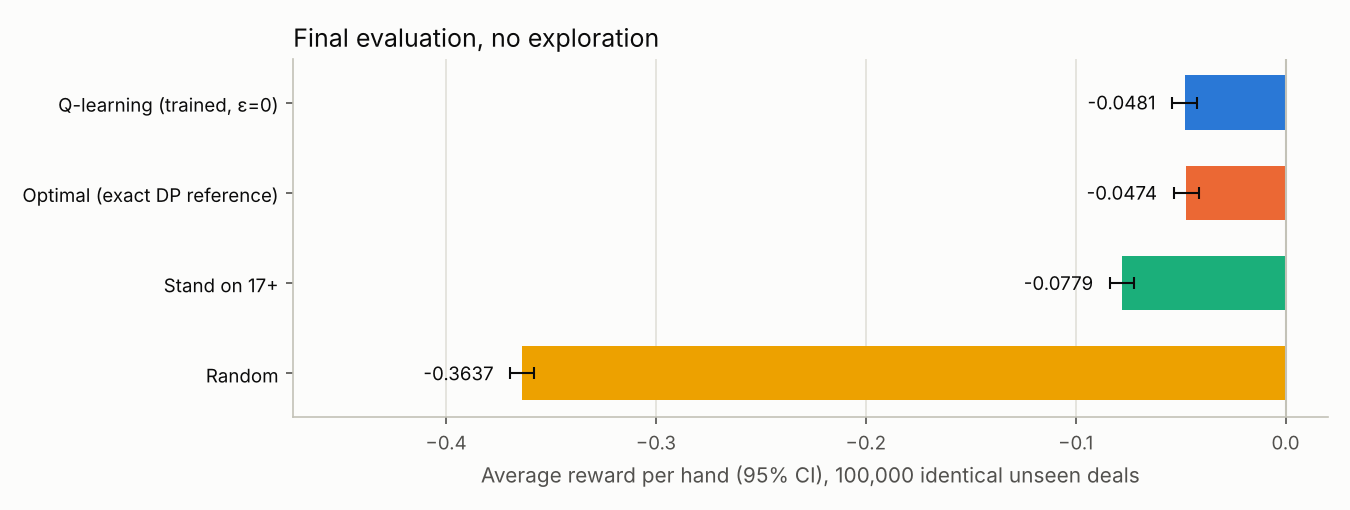 Final evaluation, no exploration
Q-learning (trained, ε=0)
-0.0481
Optimal (exact DP reference)
-0.0474
Stand on 17+
-0.0779
Random
-0.3637
−0.4 −0.3 −0.2 −0.1 0.0
Average reward per hand (95% CI), 100,000 identical unseen deals